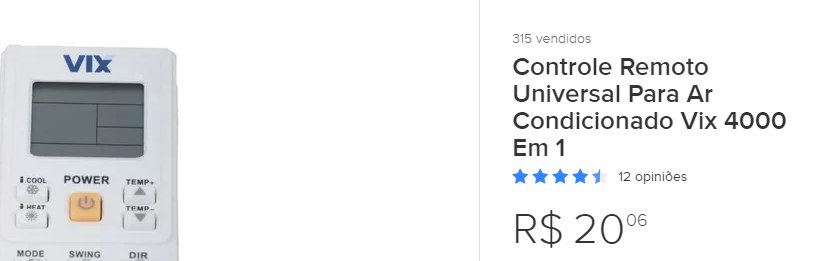 VIX
i.COOL
POWER
TEMP+
i.HEAT
TEMP-
MODE
SWING
DIR
315 vendidos
Controle Remoto
Universal Para Ar
Condicionado Vix 4000
Em 1
12 opiniões
R$ 20 06